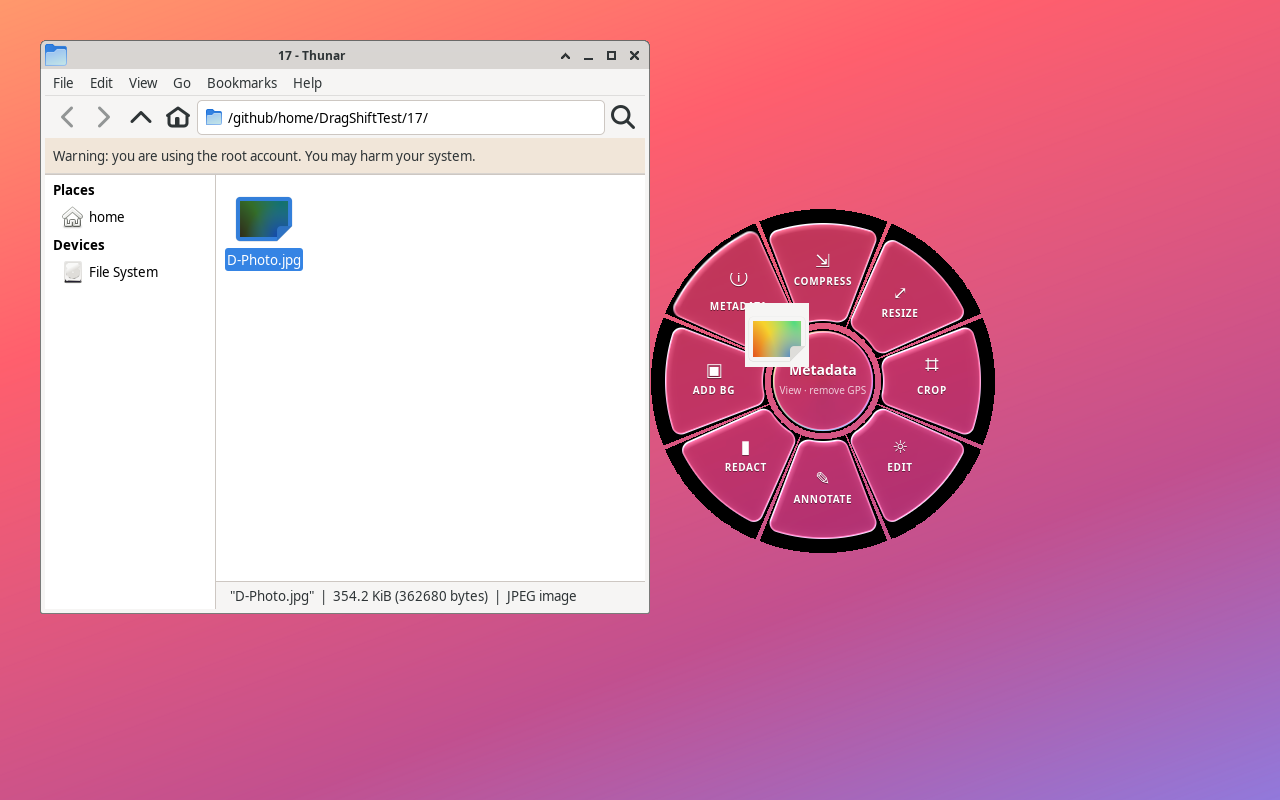 17 - Thunar
File Edit View Go Bookmarks Help
/github/home/DragShiftTest/17/
Warning: you are using the root account. You may harm your system.
Places
home
Devices
File System
D-Photo.jpg
"D-Photo.jpg" | 354.2 KiB (362680 bytes) | JPEG image
COMPRESS
METADATA
RESIZE
ADD BG
Metadata
View · remove GPS
CROP
REDACT
EDIT
ANNOTATE